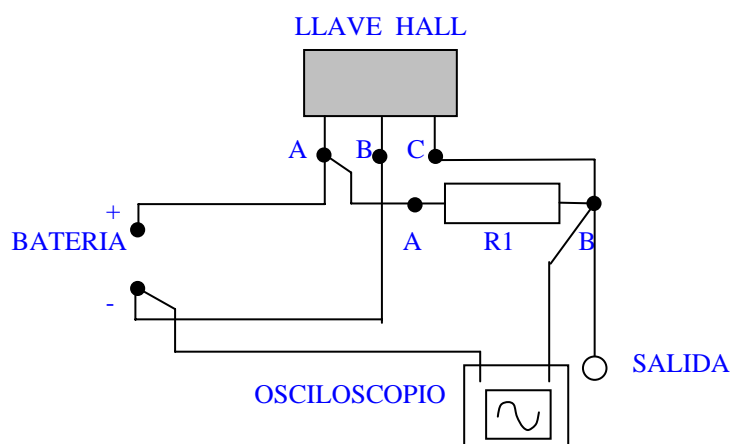 LLAVE HALL
A B C
+
BATERIA
A R1 B
-
SALIDA
OSCILOSCOPIO